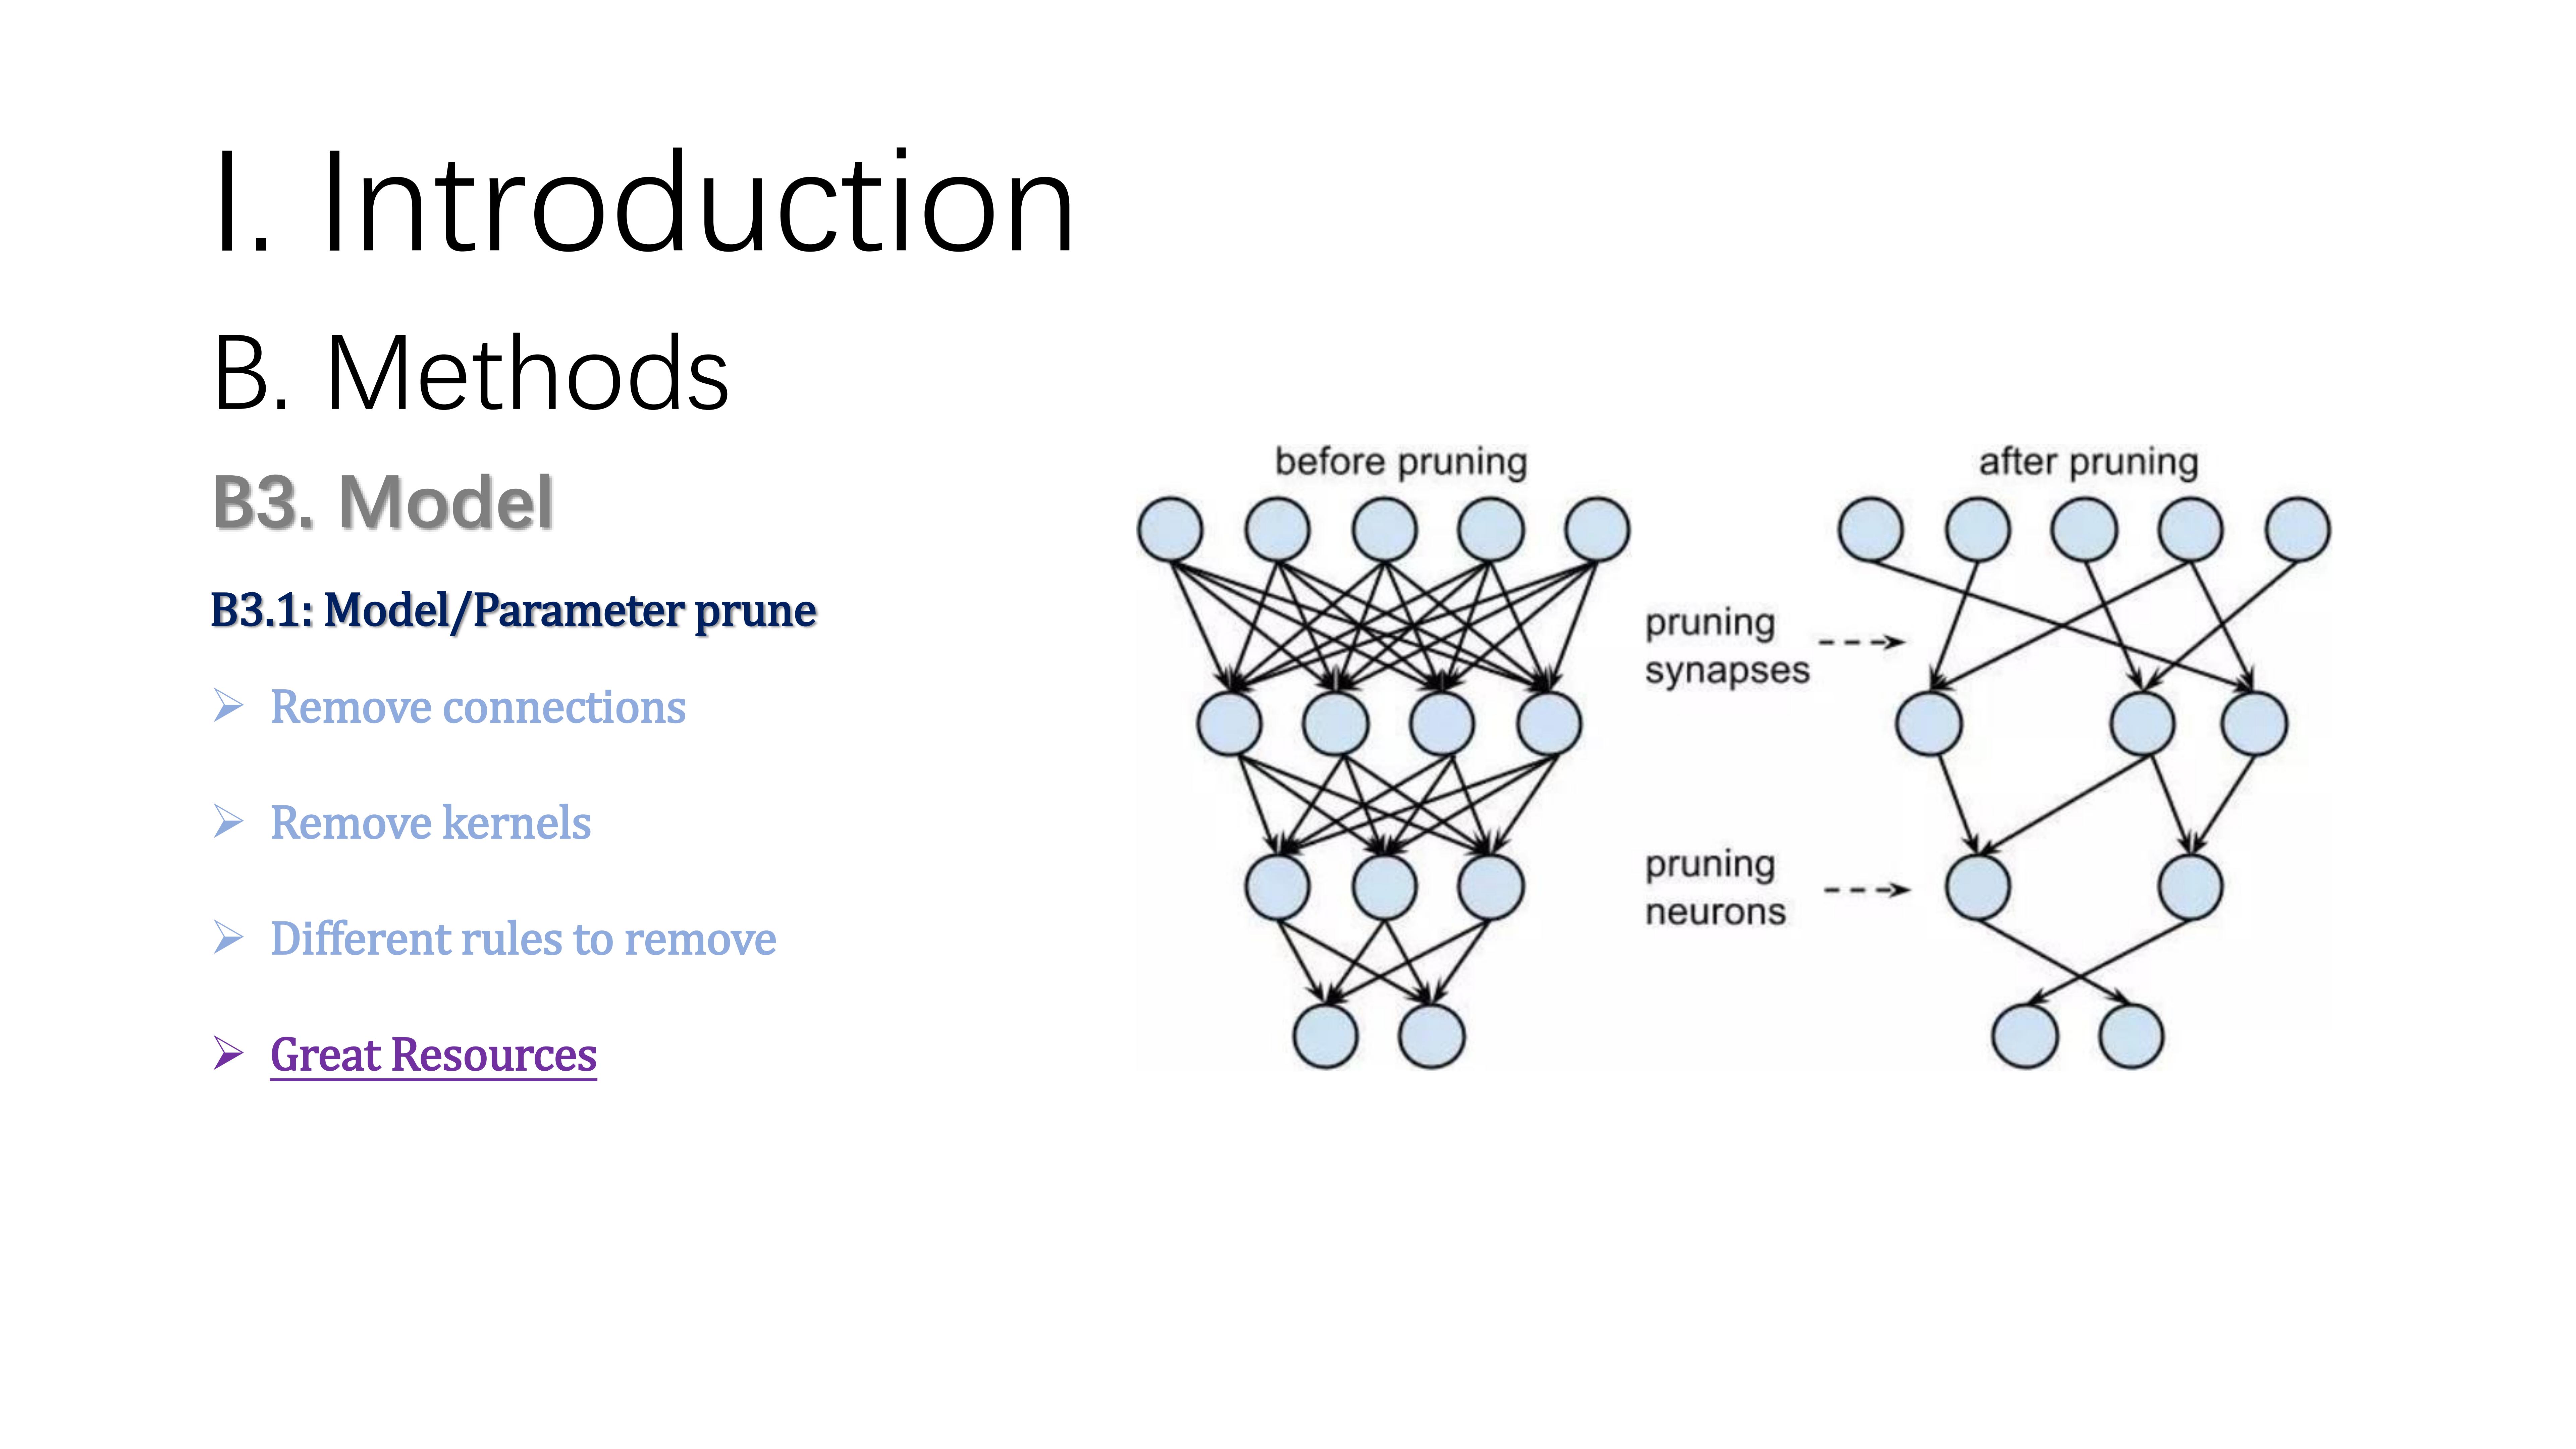 I. Introduction
B. Methods
B3. Model
B3.1: Model/Parameter prune
Remove connections
Remove kernels
Different rules to remove
Great Resources
before pruning
after pruning
pruning
synapses
pruning
neurons